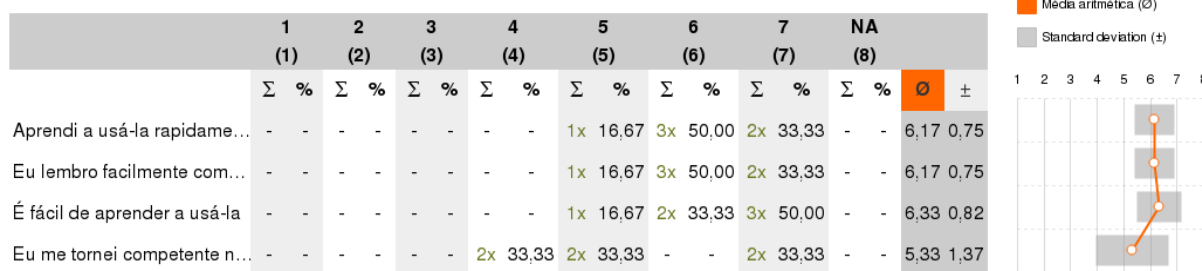 Média aritmética (Ø)
Standard deviation (±)
1 2 3 4 5 6 7 NA
(1) (2) (3) (4) (5) (6) (7) (8)
Σ % Σ % Σ % Σ % Σ % Σ % Σ % Σ % Ø ±
1 2 3 4 5 6 7 8
Aprendi a usá-la rapidame... - - - - - - - - 1x 16,67 3x 50,00 2x 33,33 - - 6,17 0,75
Eu lembro facilmente com... - - - - - - - - 1x 16,67 3x 50,00 2x 33,33 - - 6,17 0,75
É fácil de aprender a usá-la - - - - - - - - 1x 16,67 2x 33,33 3x 50,00 - - 6,33 0,82
Eu me tornei competente n... - - - - - - 2x 33,33 2x 33,33 - - 2x 33,33 - - 5,33 1,37